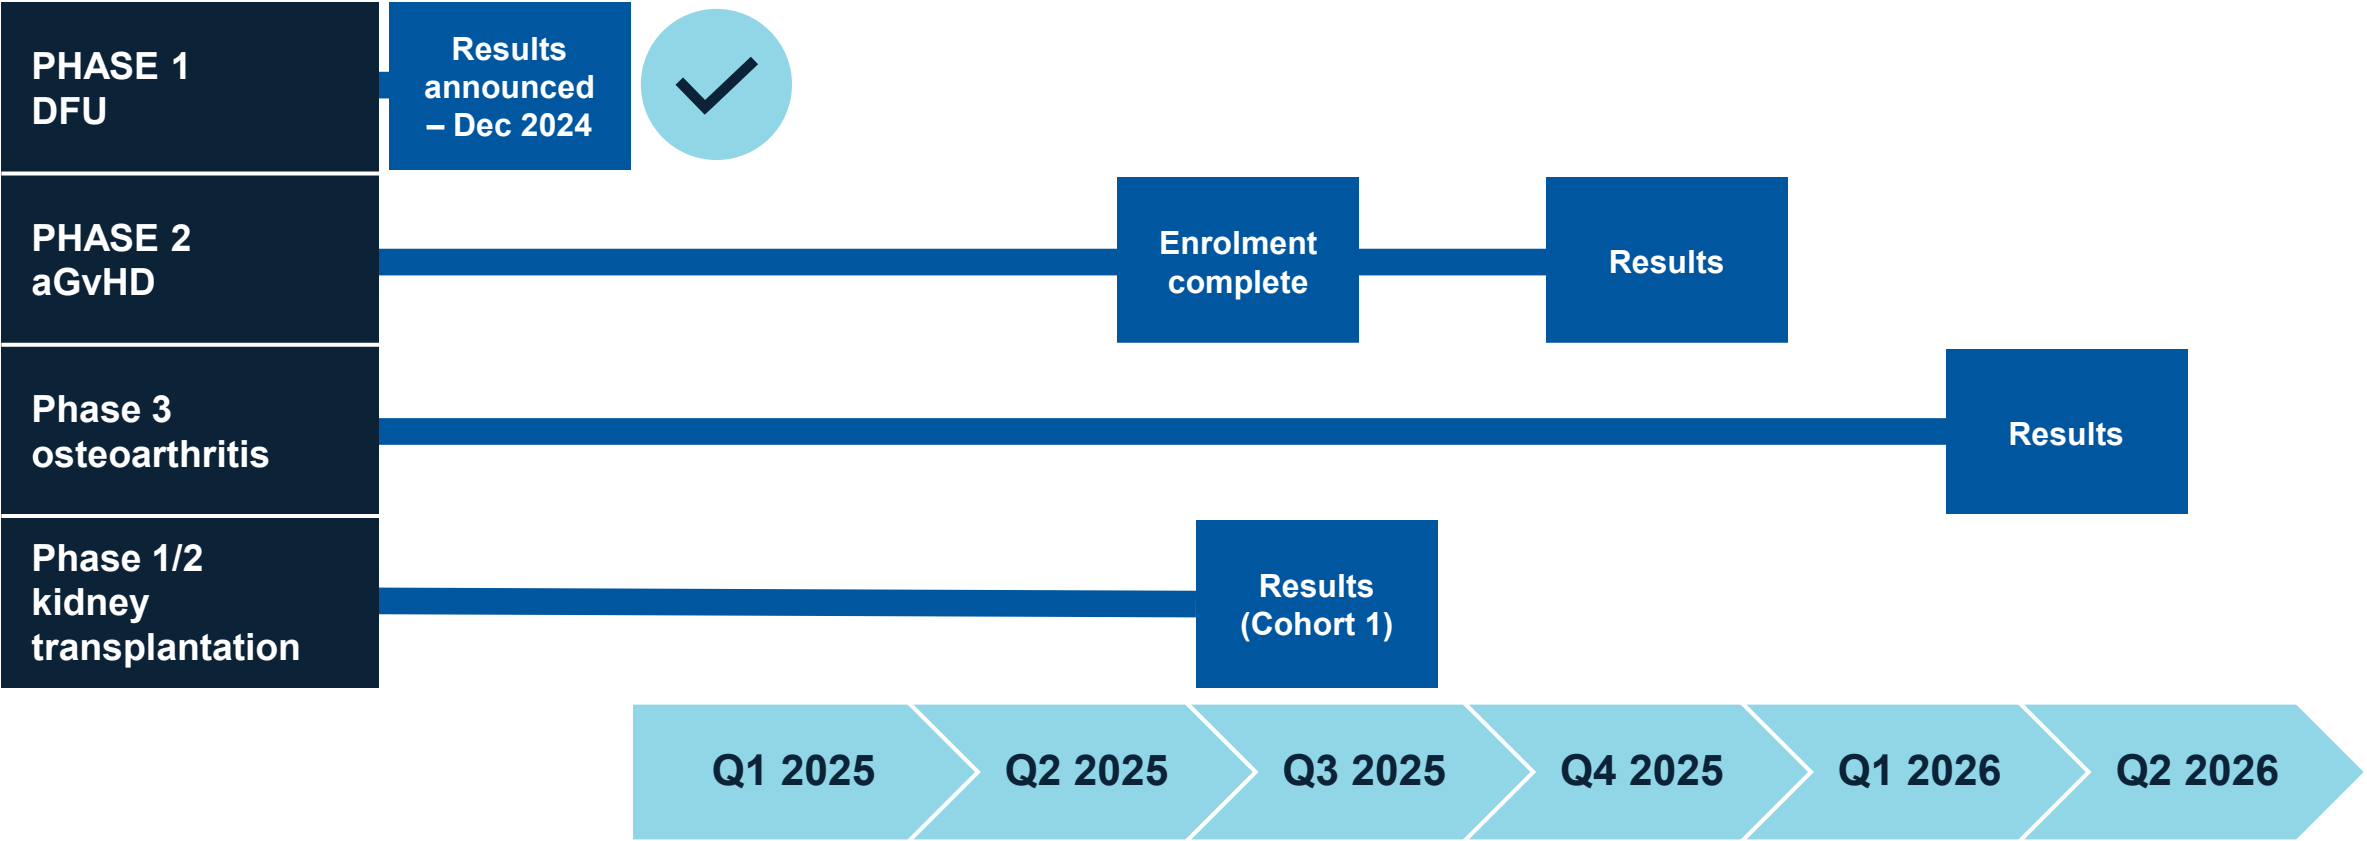 PHASE 1
DFU
Results
announced
– Dec 2024
PHASE 2
aGvHD
Enrolment
complete
Results
Phase 3
osteoarthritis
Results
Phase 1/2
kidney
transplantation
Results
(Cohort 1)
Q1 2025
Q2 2025
Q3 2025
Q4 2025
Q1 2026
Q2 2026